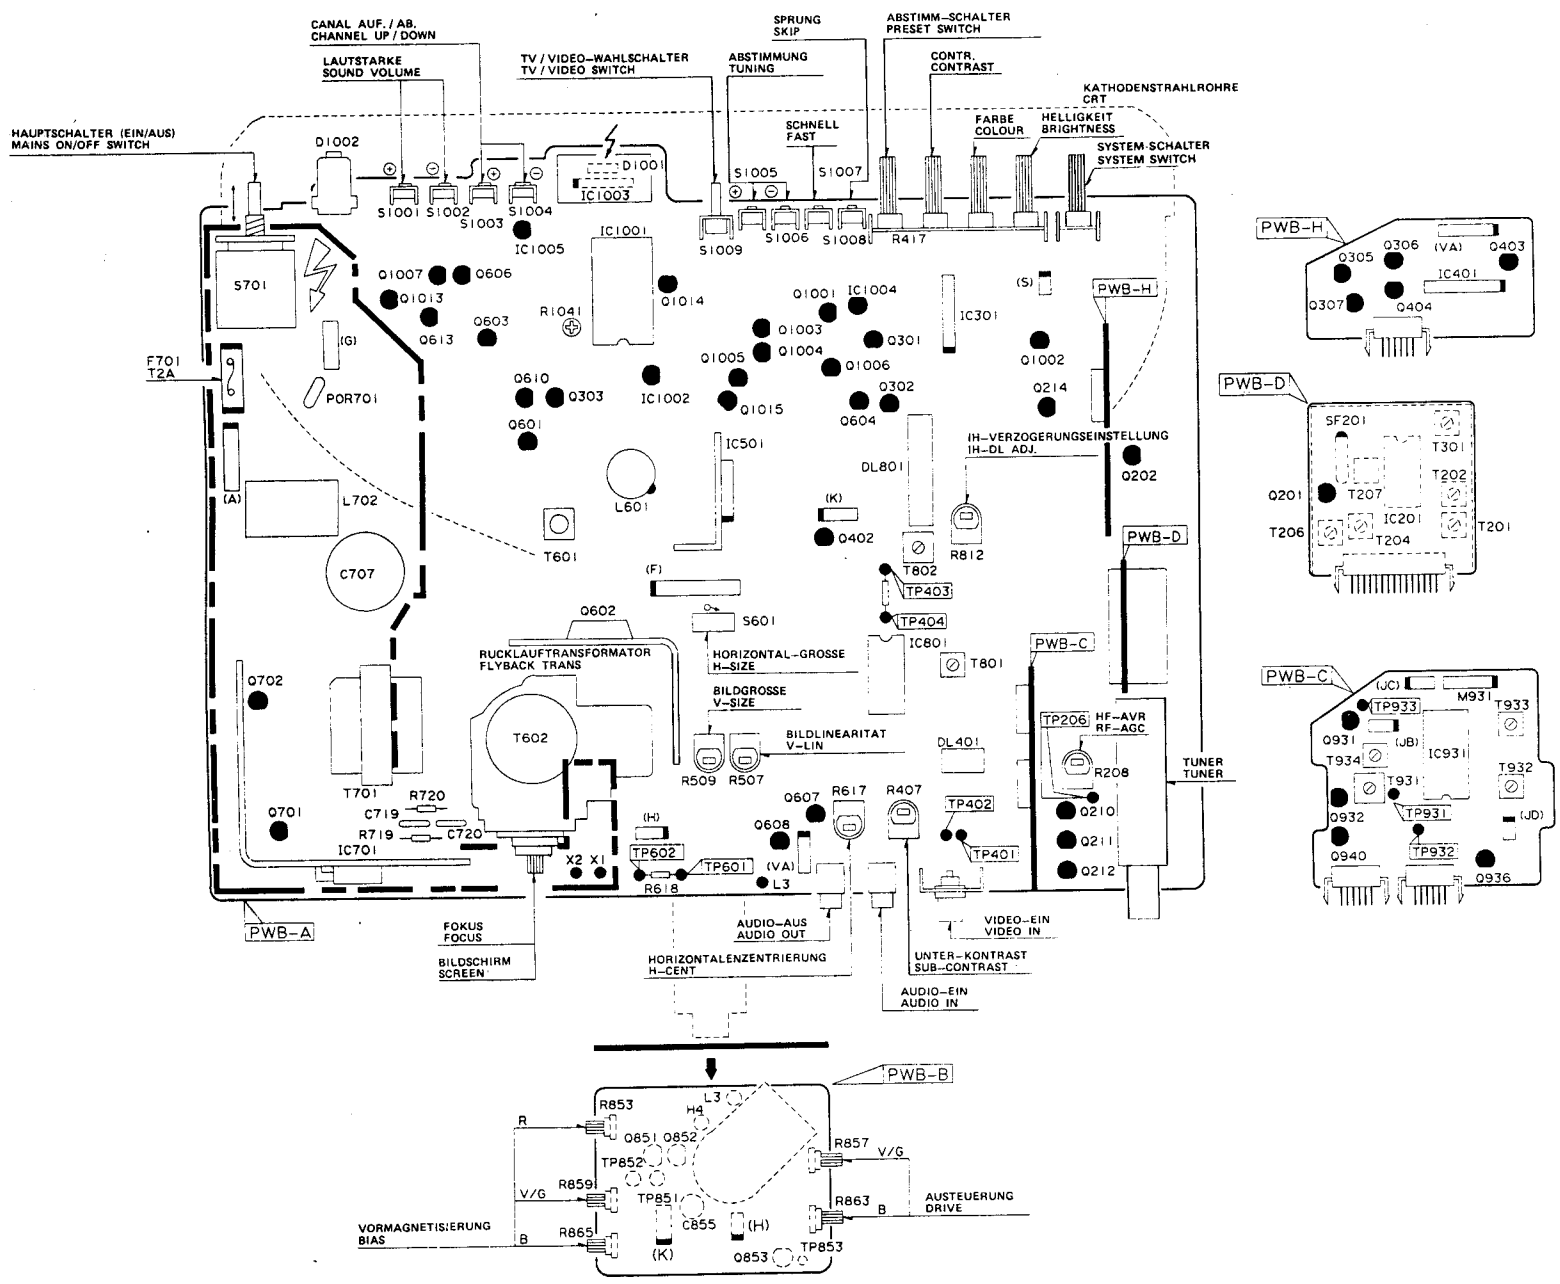 CANAL AUF. / AB.
CHANNEL UP / DOWN
LAUTSTARKE
SOUND VOLUME
TV / VIDEO-WAHLSCHALTER
TV / VIDEO SWITCH
SPRUNG
SKIP
ABSTIMMUNG
TUNING
ABSTIMM-SCHALTER
PRESET SWITCH
CONTR.
CONTRAST
KATHODENSTRAHLROHRE
CRT
SCHNELL
FAST
FARBE
COLOUR
HELLIGKEIT
BRIGHTNESS
SYSTEM-SCHALTER
SYSTEM SWITCH
HAUPTSCHALTER (EIN/AUS)
MAINS ON/OFF SWITCH
D1002
D1001
IC1003
S1001
S1002
S1003
S1004
IC1005
S1005
S1007
S1009
S1006
S1008
R417
S701
IC1001
Q1007
Q606
Q1013
Q613
Q603
R1041
Q1014
Q1001
IC1004
Q1003
Q1004
Q301
IC301
(S)
PWB-H
Q1002
(G)
F701
T2A
POR701
Q610
Q303
Q601
IC1002
Q1005
Q1015
Q1006
Q302
Q604
Q214
IH-VERZOGERUNGSEINSTELLUNG
IH-DL ADJ.
Q202
(A)
L702
L601
IC501
DL801
(K)
Q402
R812
T601
T802
PWB-D
C707
(F)
TP403
TP404
Q602
S601
IC801
T801
PWB-C
RUCKLAUFTRANSFORMATOR
FLYBACK TRANS
HORIZONTAL-GROSSE
H-SIZE
BILDGROSSE
V-SIZE
Q702
T602
BILDLINEARITAT
V-LIN
DL401
TP206
HF-AVR
RF-AGC
R208
TUNER
TUNER
R509
R507
T701
R720
C719
R719
C720
Q701
IC701
Q607
R617
R407
TP402
Q210
(H)
Q608
Q211
TP602
TP601
(VA)
TP401
Q212
X2
X1
R618
L3
PWB-A
FOKUS
FOCUS
BILDSCHIRM
SCREEN
AUDIO-AUS
AUDIO OUT
VIDEO-EIN
VIDEO IN
HORIZONTALENZENTRIERUNG
H-CENT
UNTER-KONTRAST
SUB-CONTRAST
AUDIO-EIN
AUDIO IN
PWB-H
Q305
Q306
(VA)
Q403
IC401
Q307
Q404
PWB-D
SF201
T301
T202
Q201
T207
IC201
T206
T204
T201
PWB-C
(JC)
M931
TP933
T933
Q931
(JB)
IC931
T934
T931
T932
Q932
TP931
(JD)
TP932
Q940
Q936
PWB-B
L3
H4
R853
R
Q851
Q852
R857
V/G
TP852
R859
V/G
TP851
C855
(H)
R863
B
AUSTEUERUNG
DRIVE
VORMAGNETISIERUNG
BIAS
B
R865
(K)
Q853
TP853